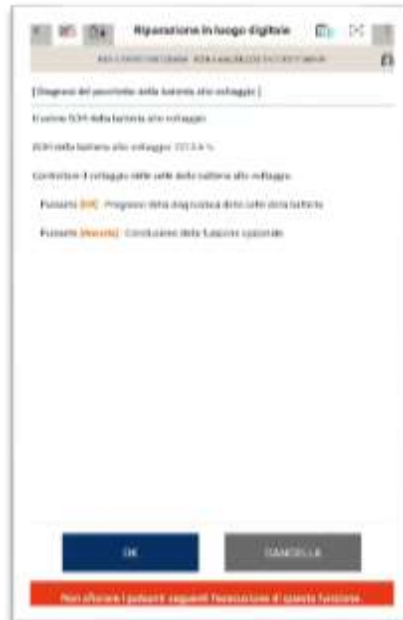 Riparazione in luogo digitale
[ Diagnosi del pacchetto della batteria alto voltaggio ]
Il valore SOH della batteria alto voltaggio
SOH della batteria alto voltaggio: %
Controllare il voltaggio delle celle della batteria alto voltaggio
Pulsante [OK] : Progresso della diagnostica delle celle della batteria
Pulsante [Annulla] : Conclusione della funzione opzionale
OK
CANCELLA
Non sfiorare i pulsanti seguenti l'esecuzione di questa funzione.